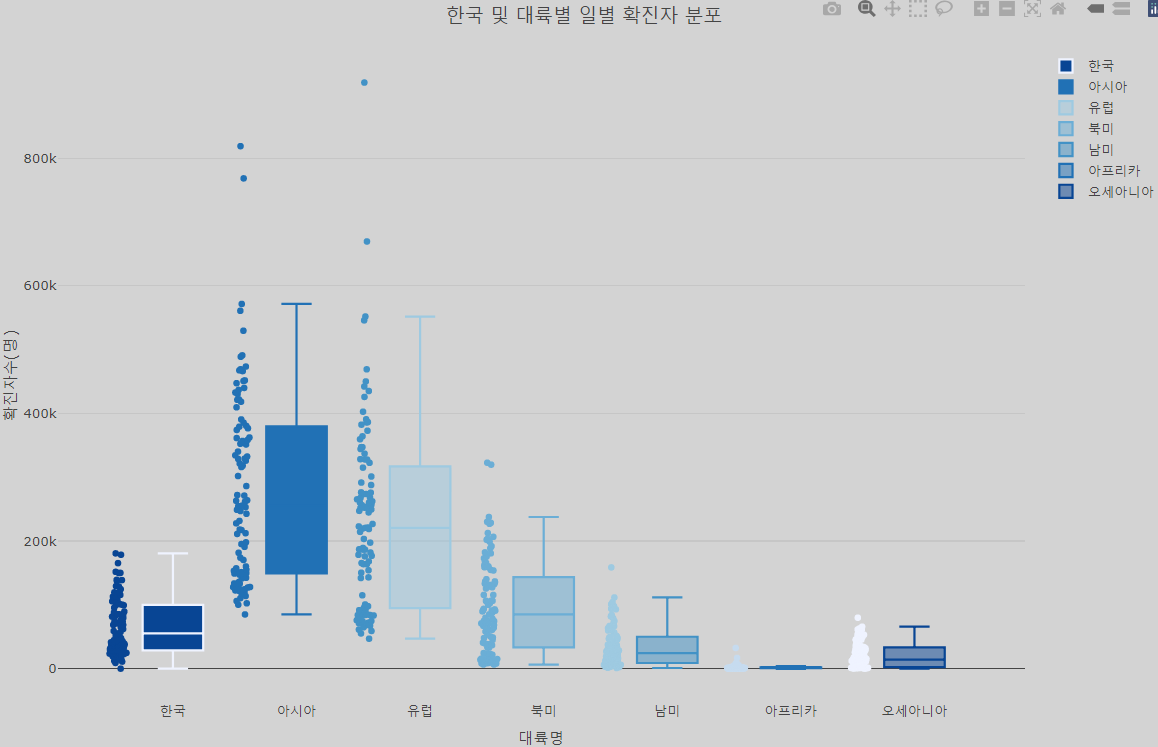 한국 및 대륙별 일별 확진자 분포
한국
아시아
유럽
북미
남미
아프리카
오세아니아
800k
600k
400k
200k
0
확진자수(명)
한국
아시아
유럽
북미
남미
아프리카
오세아니아
대륙명